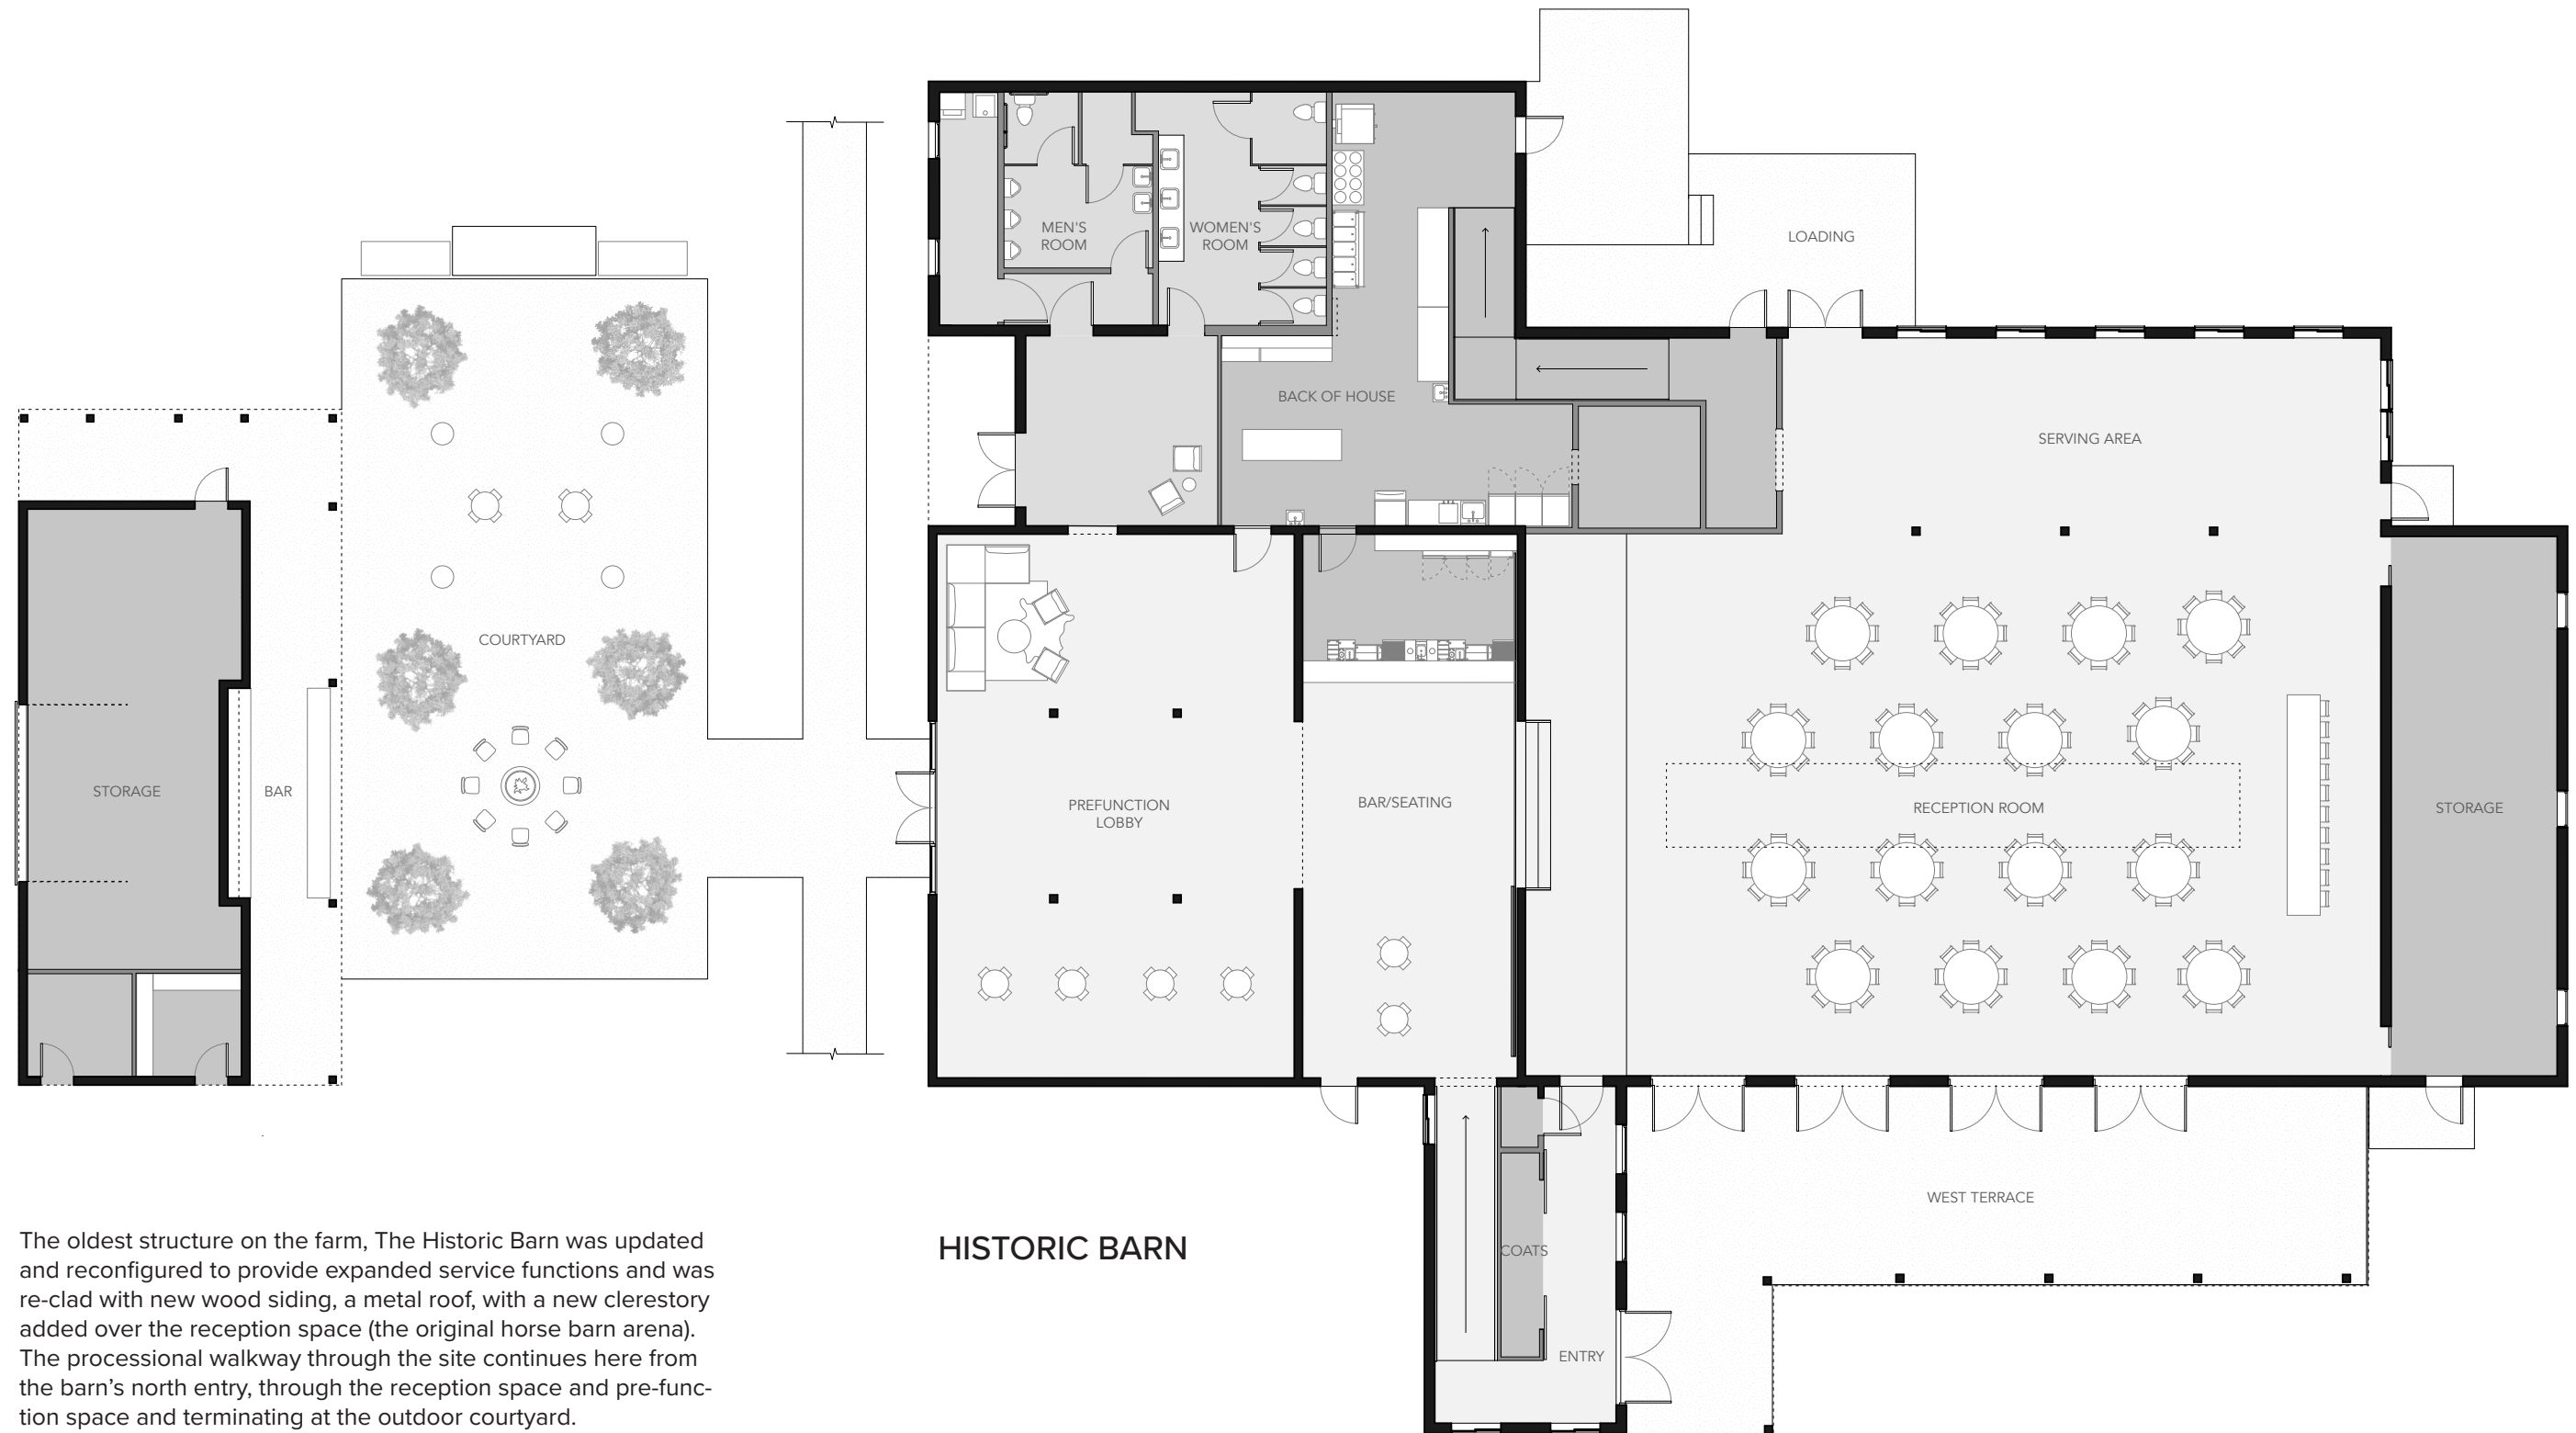 MEN'S
ROOM
WOMEN'S
ROOM
LOADING
BACK OF HOUSE
SERVING AREA
COURTYARD
STORAGE
BAR
PREFUNCTION
LOBBY
BAR/SEATING
RECEPTION ROOM
STORAGE
WEST TERRACE
COATS
ENTRY
HISTORIC BARN
The oldest structure on the farm, The Historic Barn was updated
and reconfigured to provide expanded service functions and was
re-clad with new wood siding, a metal roof, with a new clerestory
added over the reception space (the original horse barn arena).
The processional walkway through the site continues here from
the barn’s north entry, through the reception space and pre-func-
tion space and terminating at the outdoor courtyard.